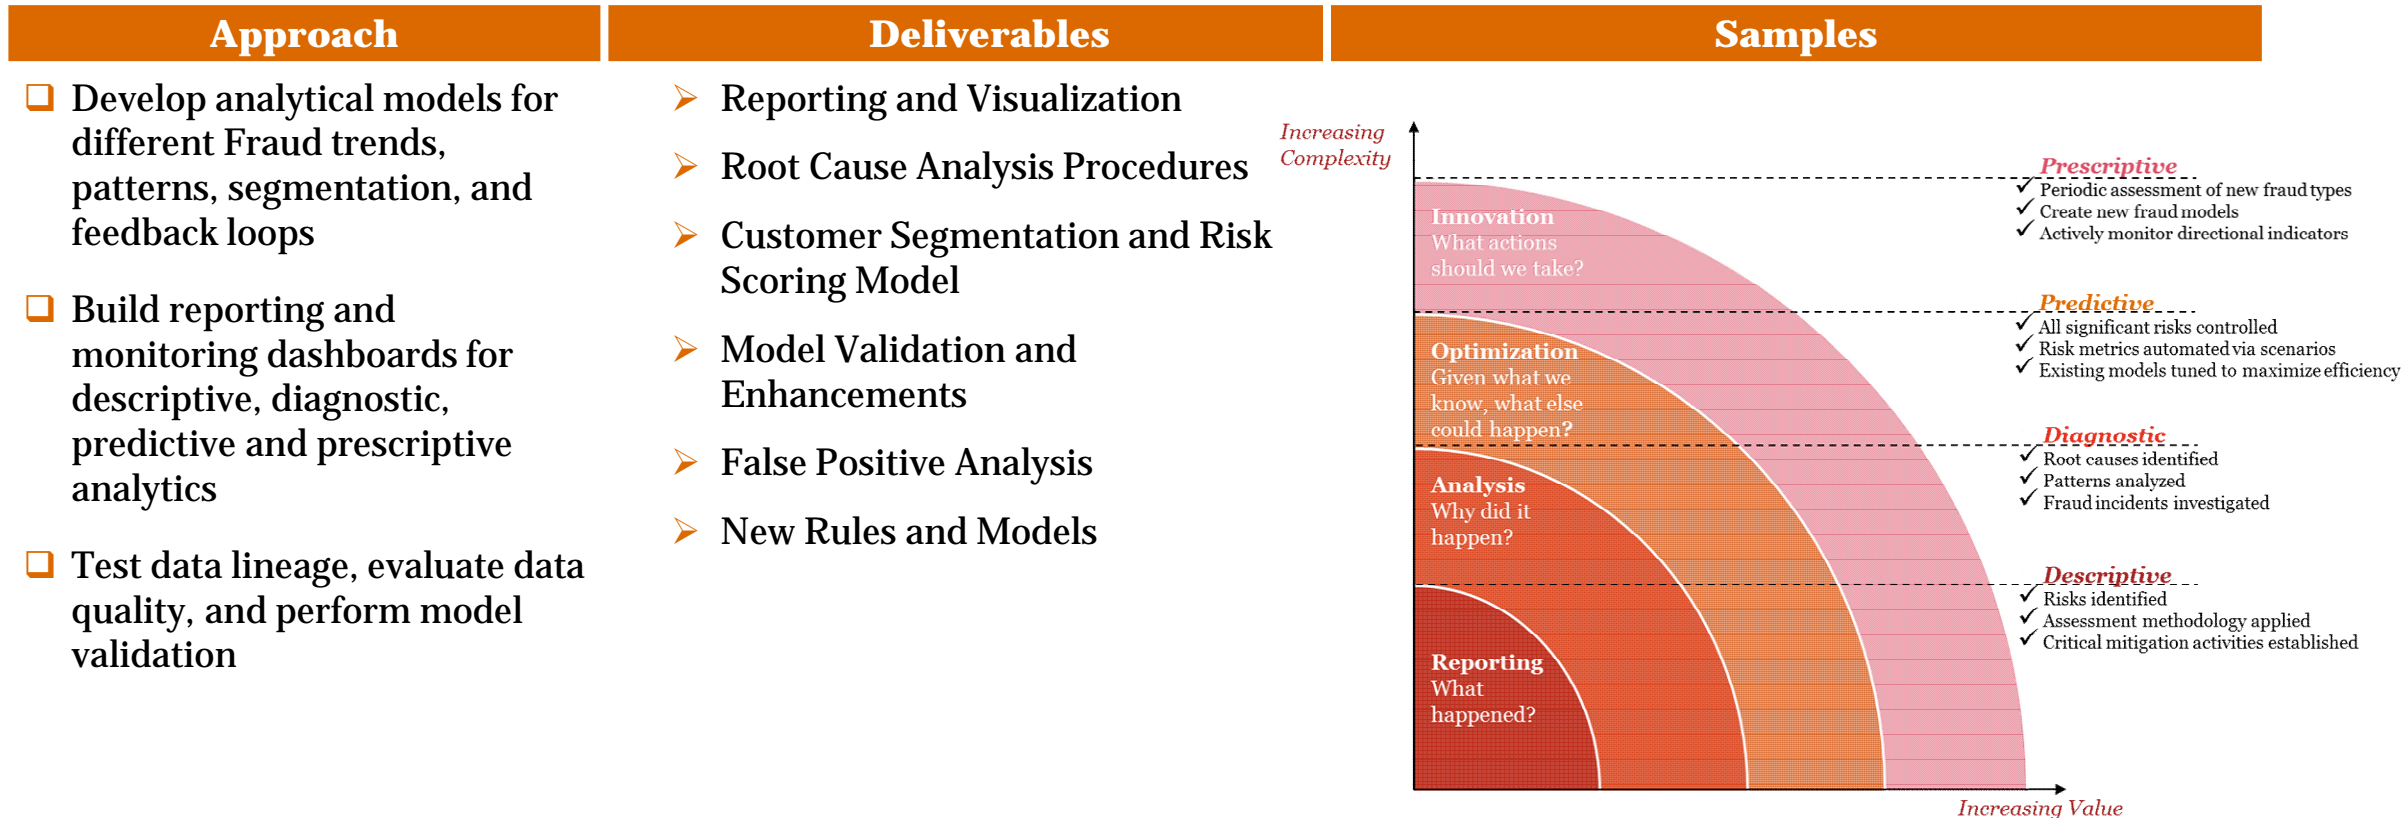 Approach
Deliverables
Samples
Develop analytical models for
different Fraud trends,
patterns, segmentation, and
feedback loops
Build reporting and
monitoring dashboards for
descriptive, diagnostic,
predictive and prescriptive
analytics
Test data lineage, evaluate data
quality, and perform model
validation
Reporting and Visualization
Root Cause Analysis Procedures
Customer Segmentation and Risk
Scoring Model
Model Validation and
Enhancements
False Positive Analysis
New Rules and Models
Increasing
Complexity
Innovation
What actions
should we take?
Optimization
Given what we
know, what else
could happen?
Analysis
Why did it
happen?
Reporting
What
happened?
Prescriptive
Periodic assessment of new fraud types
Create new fraud models
Actively monitor directional indicators
Predictive
All significant risks controlled
Risk metrics automated via scenarios
Existing models tuned to maximize efficiency
Diagnostic
Root causes identified
Patterns analyzed
Fraud incidents investigated
Descriptive
Risks identified
Assessment methodology applied
Critical mitigation activities established
Increasing Value